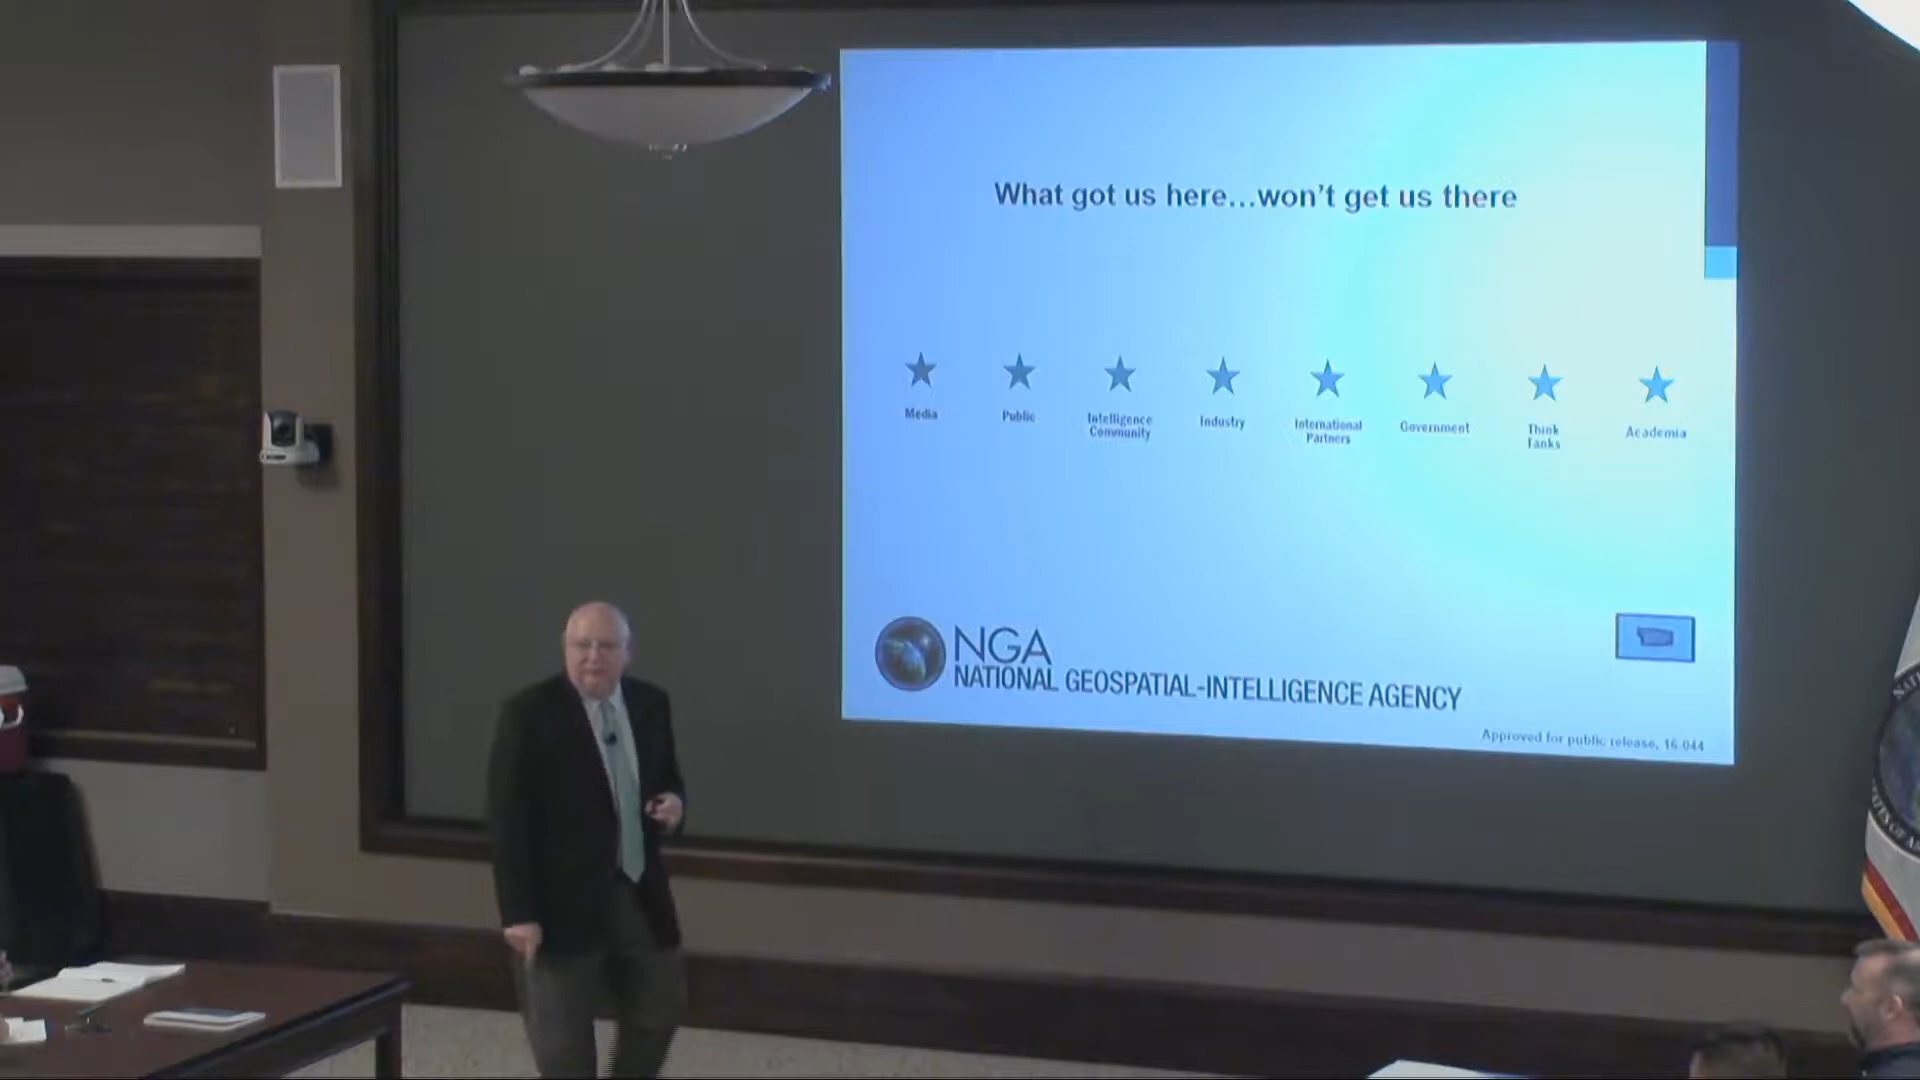 What got us here...won't get us there
Media
Public
Intelligence
Community
Industry
International
Partners
Government
Think
Tanks
Academia
NGA
NATIONAL GEOSPATIAL-INTELLIGENCE AGENCY
Approved for public release, 16-044